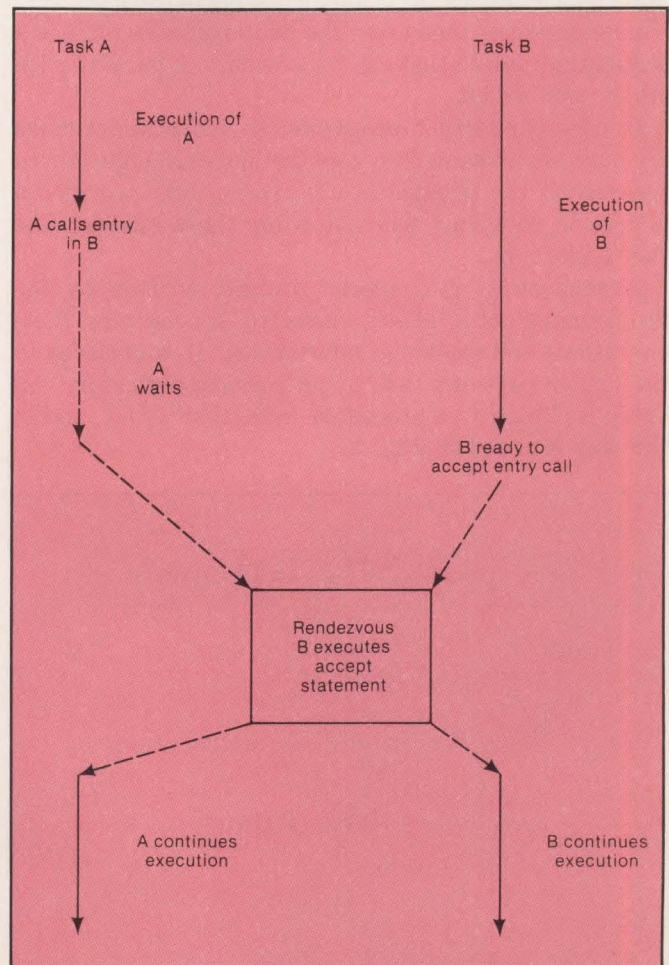 Task A
Task B
Execution of
A
A calls entry
in B
Execution
of
B
A
waits
B ready to
accept entry call
Rendezvous
B executes
accept
statement
A continues
execution
B continues
execution